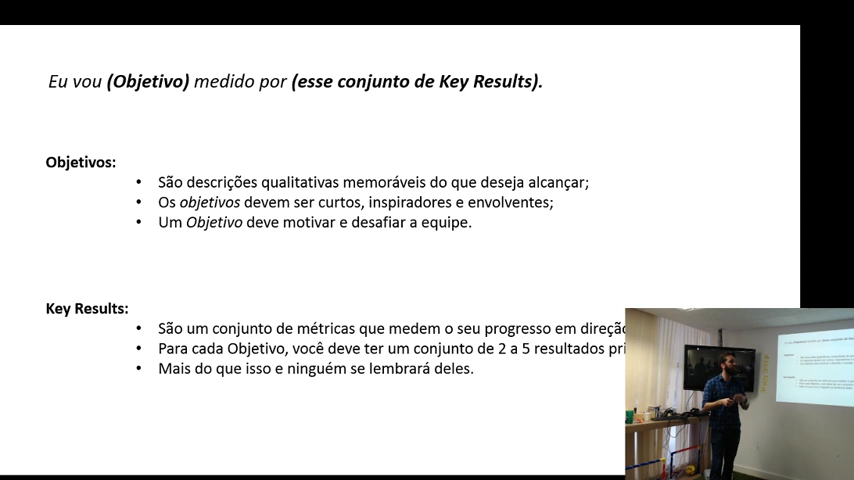 Eu vou (Objetivo) medido por (esse conjunto de Key Results).
Objetivos:
• São descrições qualitativas memoráveis do que deseja alcançar;
• Os objetivos devem ser curtos, inspiradores e envolventes;
• Um Objetivo deve motivar e desafiar a equipe.
Key Results:
• São um conjunto de métricas que medem o seu progresso em
• Para cada Objetivo, você deve ter um conjunto de 2 a 5 resultados
• Mais do que isso e ninguém se lembrará deles.